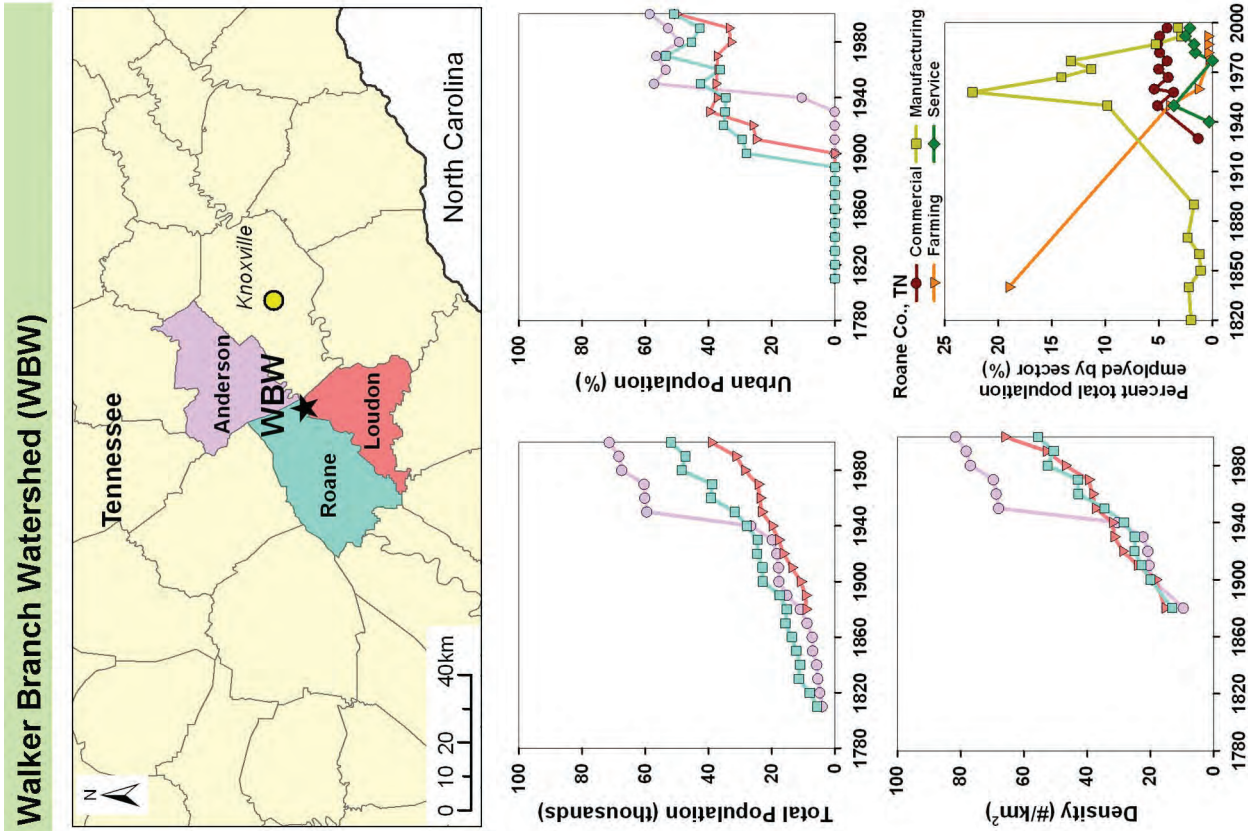 Walker Branch Watershed (WBW)
N
Tennessee
Anderson
Knoxville
WBW
Roane
Loudon
North Carolina
0 10 20 40km
Total Population (thousands)
100
80
60
40
20
0
1780 1820 1860 1900 1940 1980
Urban Population (%)
100
80
60
40
20
0
1780 1820 1860 1900 1940 1980
Density (#/km²)
100
80
60
40
20
0
1780 1820 1860 1900 1940 1980
Roane Co., TN
Commercial
Manufacturing
Farming
Service
Percent total population
employed by sector (%)
25
20
15
10
5
0
1820 1850 1880 1910 1940 1970 2000